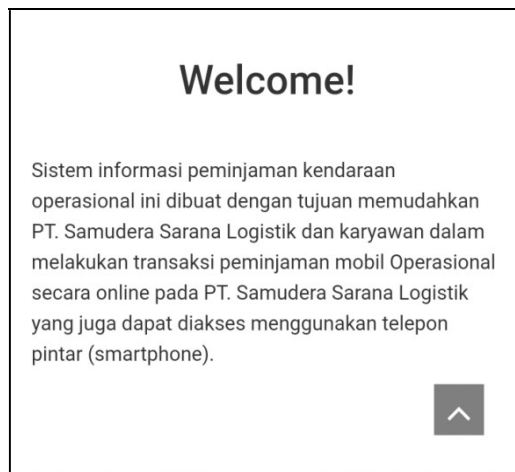 Welcome!
Sistem informasi peminjaman kendaraan
operasional ini dibuat dengan tujuan memudahkan
PT. Samudera Sarana Logistik dan karyawan dalam
melakukan transaksi peminjaman mobil Operasional
secara online pada PT. Samudera Sarana Logistik
yang juga dapat diakses menggunakan telepon
pintar (smartphone).